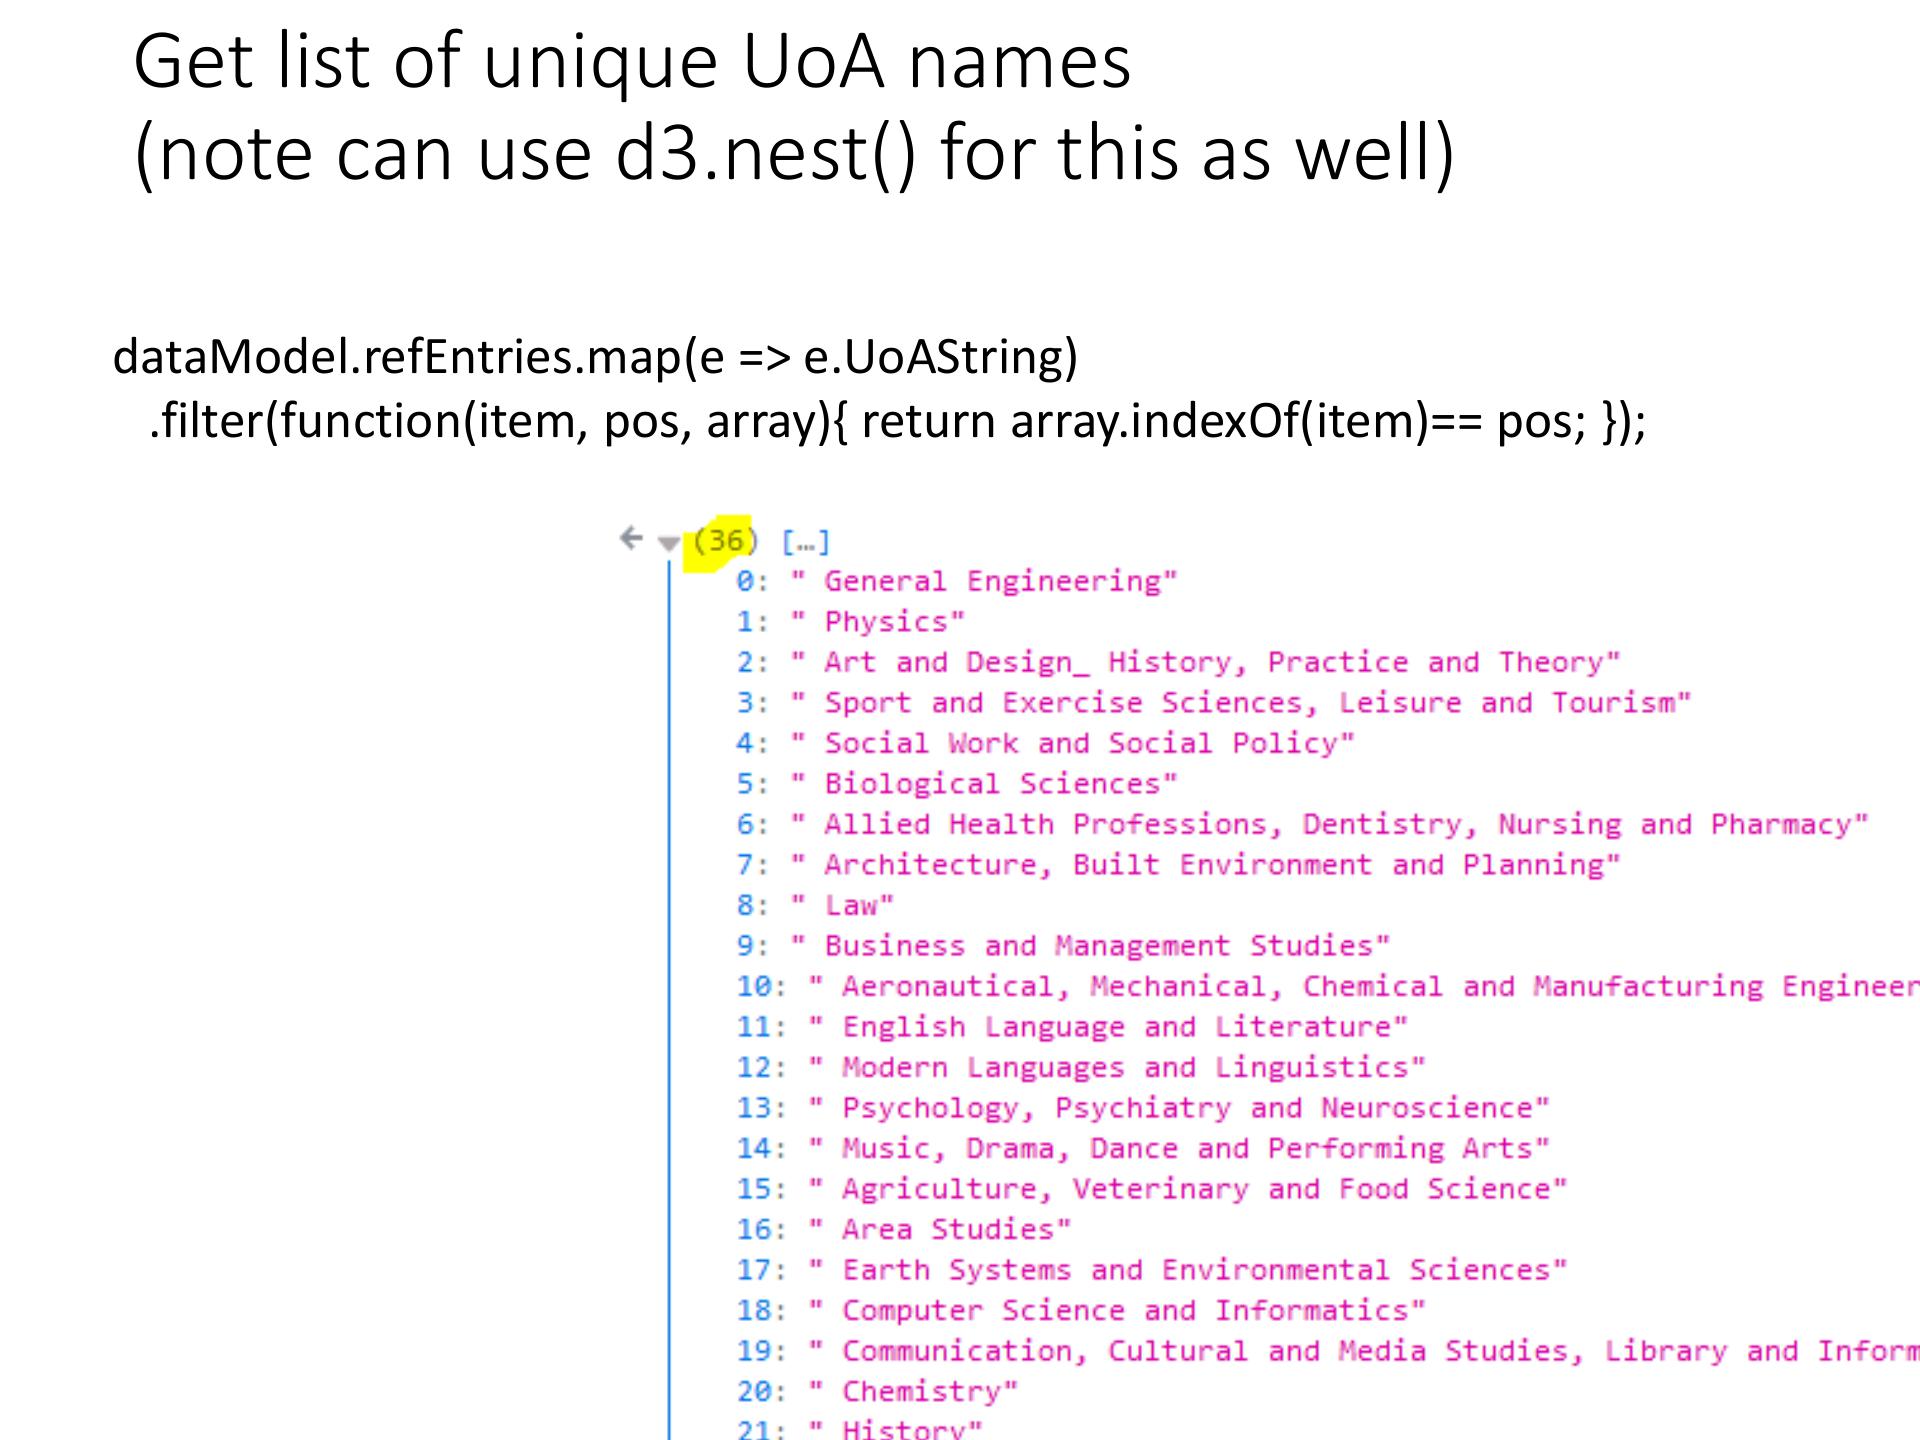 Get list of unique UoA names
(note can use d3.nest() for this as well)
dataModel.refEntries.map(e => e.UoAString)
.filter(function(item, pos, array){ return array.indexOf(item)== pos; });
(36) […]
0: " General Engineering"
1: " Physics"
2: " Art and Design_ History, Practice and Theory"
3: " Sport and Exercise Sciences, Leisure and Tourism"
4: " Social Work and Social Policy"
5: " Biological Sciences"
6: " Allied Health Professions, Dentistry, Nursing and Pharmacy"
7: " Architecture, Built Environment and Planning"
8: " Law"
9: " Business and Management Studies"
10: " Aeronautical, Mechanical, Chemical and Manufacturing Engineer
11: " English Language and Literature"
12: " Modern Languages and Linguistics"
13: " Psychology, Psychiatry and Neuroscience"
14: " Music, Drama, Dance and Performing Arts"
15: " Agriculture, Veterinary and Food Science"
16: " Area Studies"
17: " Earth Systems and Environmental Sciences"
18: " Computer Science and Informatics"
19: " Communication, Cultural and Media Studies, Library and Inform
20: " Chemistry"
21: " History"